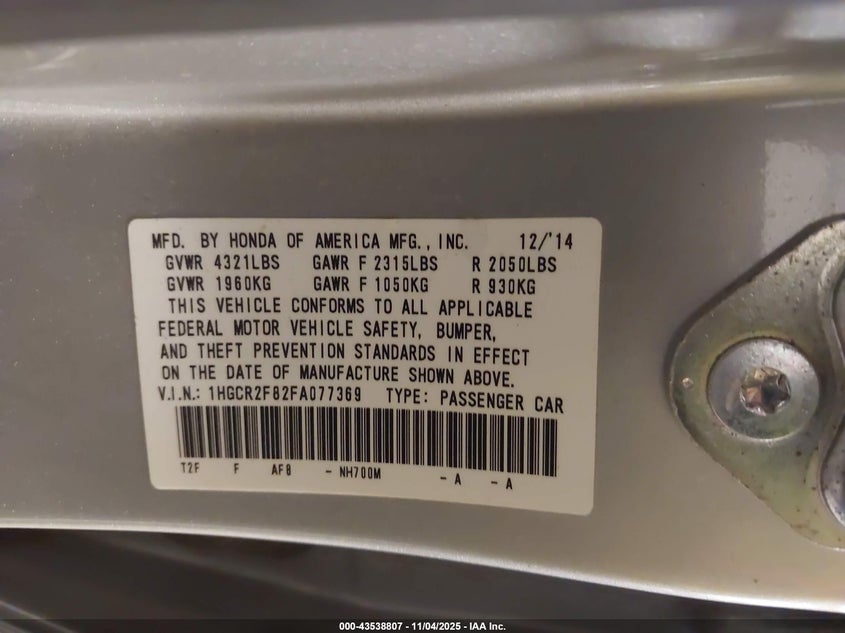 MFD. BY HONDA OF AMERICA MFG., INC. 12/'14
GVWR 4321LBS GAWR F 2315LBS R 2050LBS
GVWR 1960KG GAWR F 1050KG R 930KG
THIS VEHICLE CONFORMS TO ALL APPLICABLE
FEDERAL MOTOR VEHICLE SAFETY, BUMPER,
AND THEFT PREVENTION STANDARDS IN EFFECT
ON THE DATE OF MANUFACTURE SHOWN ABOVE.
V.I.N.: 1HGCR2F82FA077369 TYPE: PASSENGER CAR
T2F F AF8 - NH700M - A - A
000-43538807 - 11/04/2025 - IAA Inc.